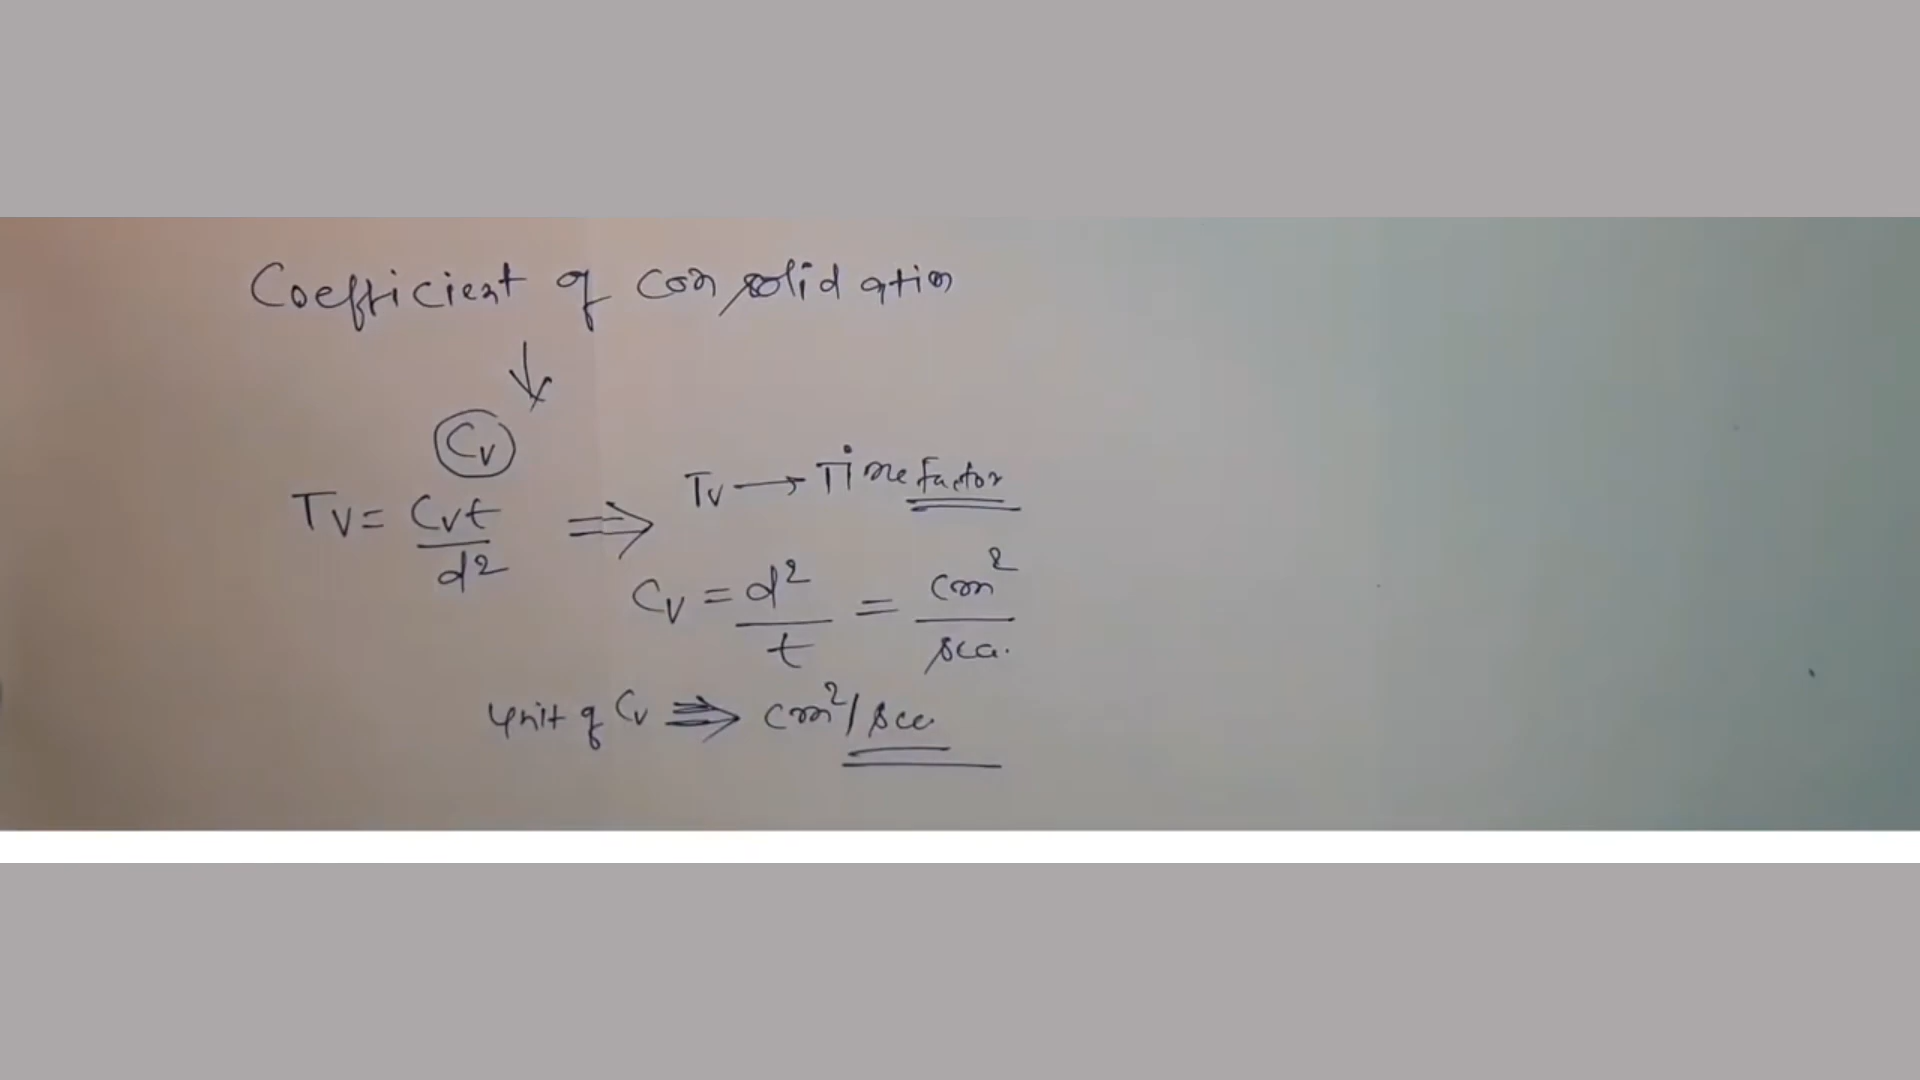 Coefficient of consolidation
↓
Cv
Tv = Cvt / d² ⇒ Tv → Time factor
Cv = d² / t = cm² / sec.
Unit of Cv ⇒ cm² / sec